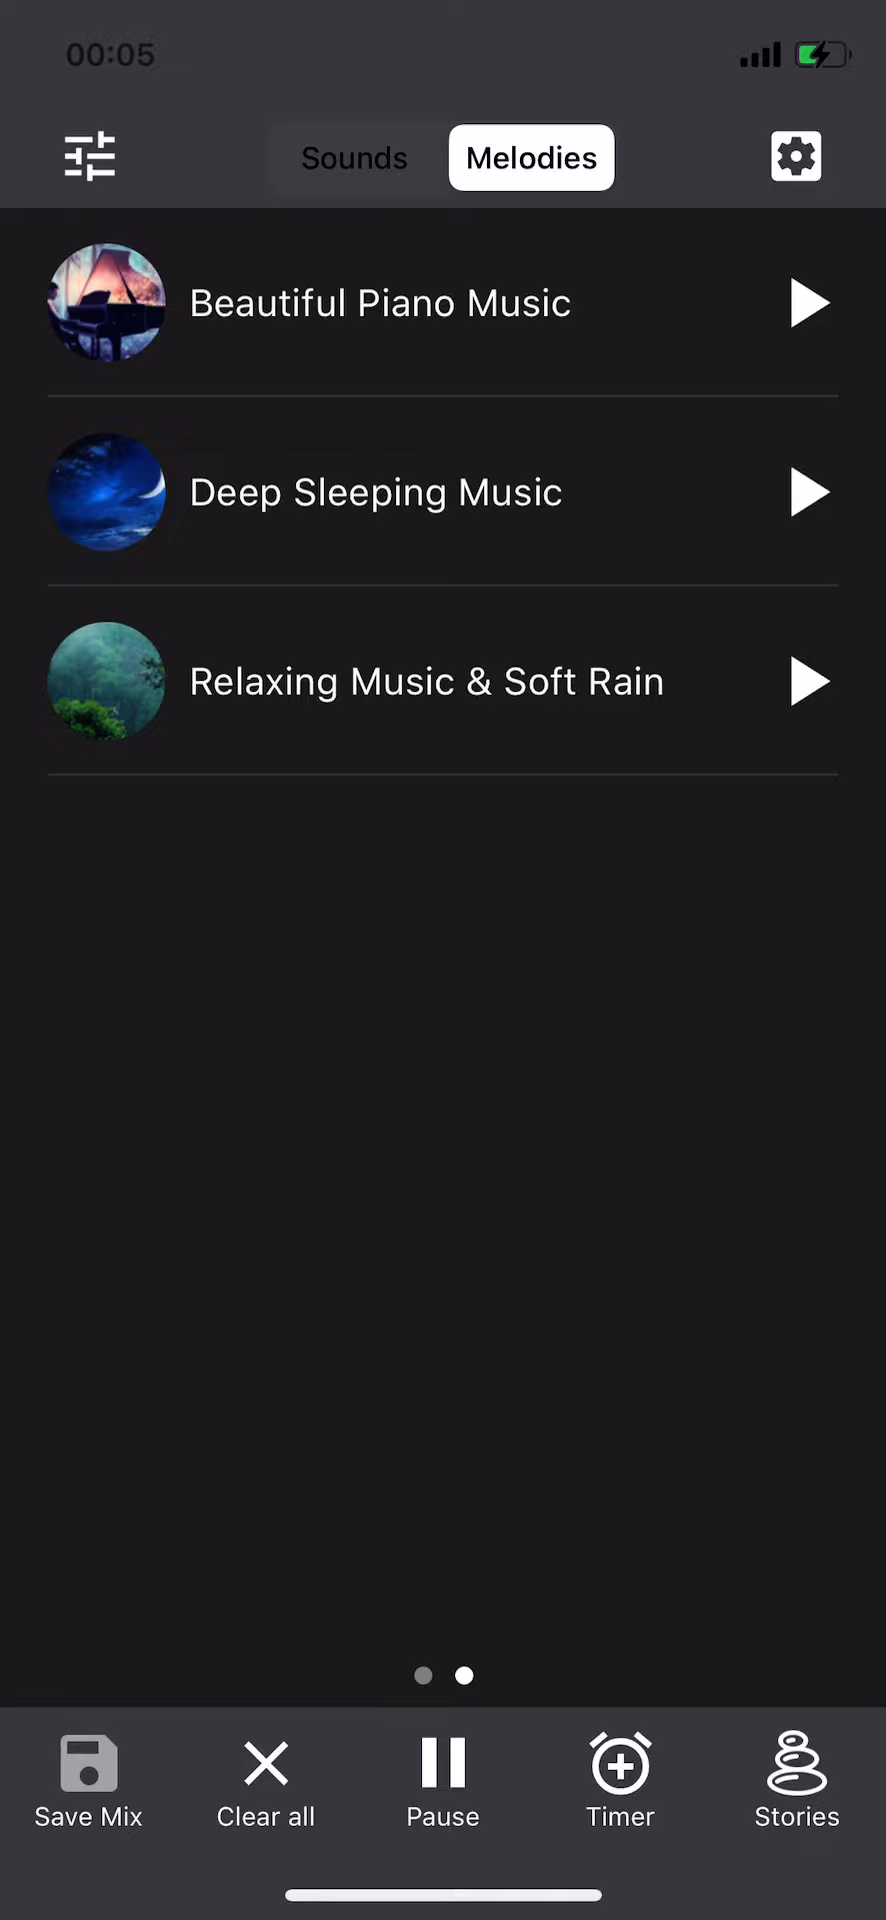 00:05
Sounds Melodies
Beautiful Piano Music
Deep Sleeping Music
Relaxing Music & Soft Rain
Save Mix Clear all Pause Timer Stories